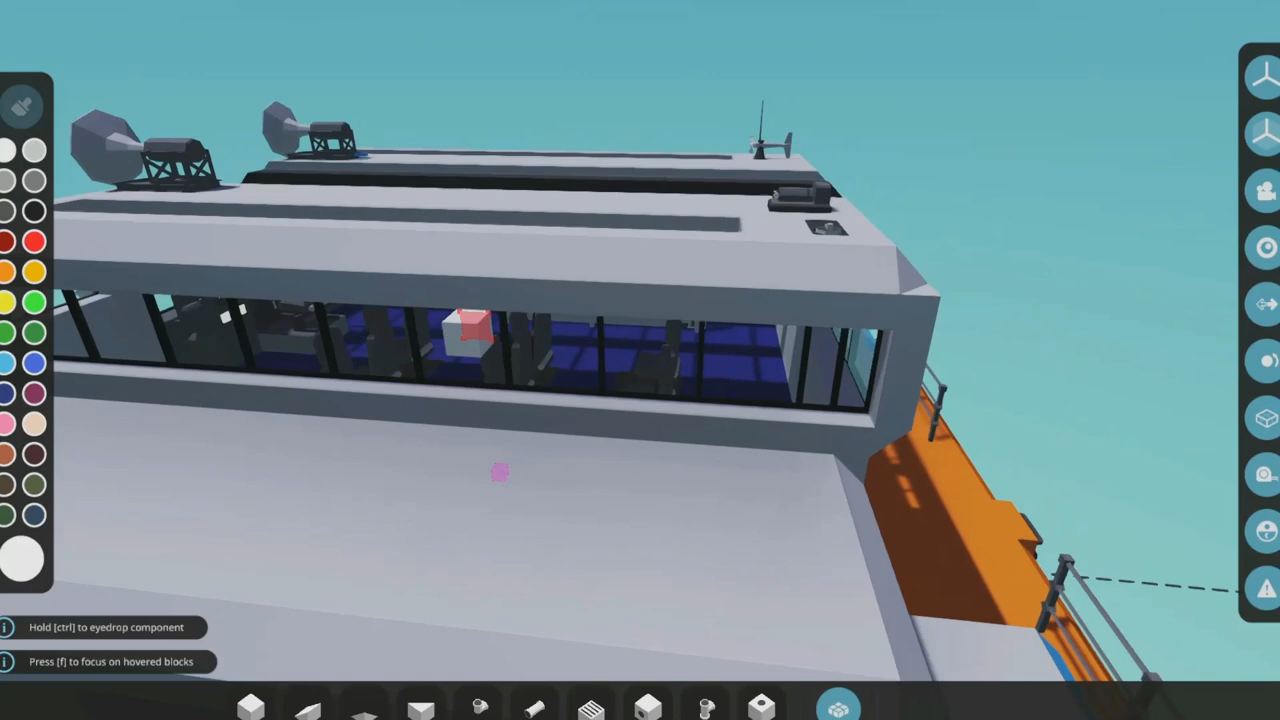 Hold [ctrl] to eyedrop component
Press [f] to focus on hovered blocks